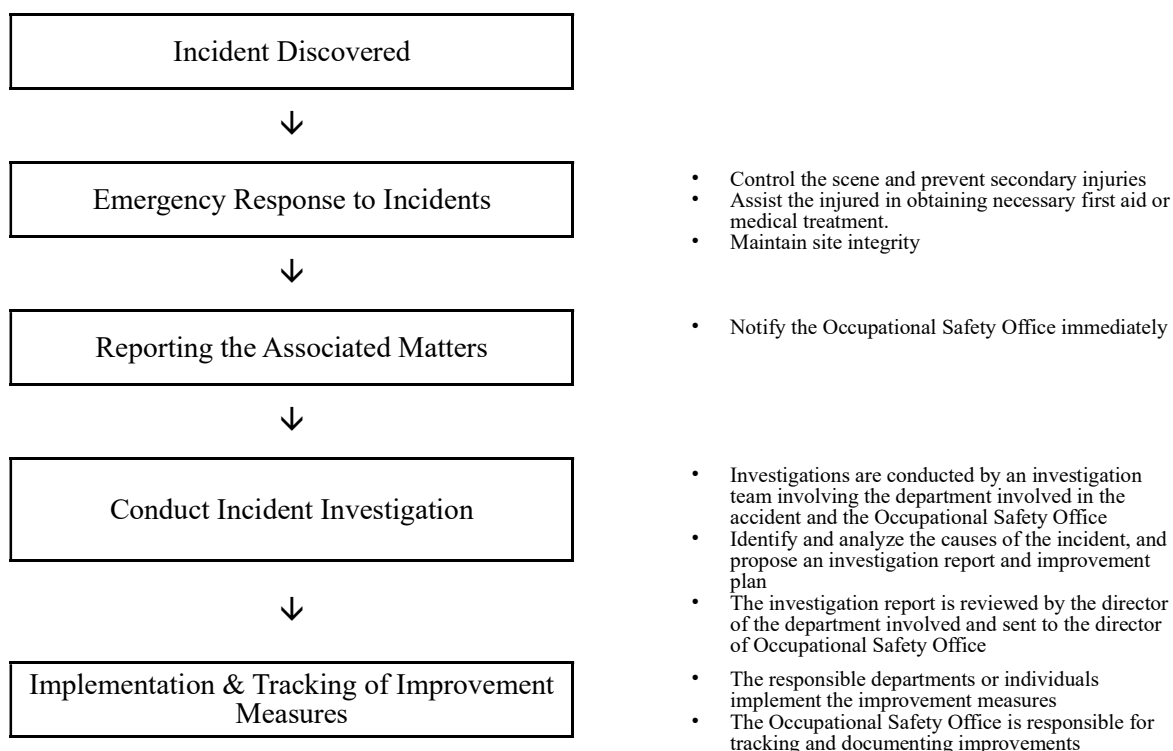 Incident Discovered
↓
Emergency Response to Incidents
• Control the scene and prevent secondary injuries
• Assist the injured in obtaining necessary first aid or
medical treatment.
• Maintain site integrity
↓
Reporting the Associated Matters
• Notify the Occupational Safety Office immediately
↓
Conduct Incident Investigation
• Investigations are conducted by an investigation
team involving the department involved in the
accident and the Occupational Safety Office
• Identify and analyze the causes of the incident, and
propose an investigation report and improvement
plan
• The investigation report is reviewed by the director
of the department involved and sent to the director
of Occupational Safety Office
↓
Implementation & Tracking of Improvement
Measures
• The responsible departments or individuals
implement the improvement measures
• The Occupational Safety Office is responsible for
tracking and documenting improvements